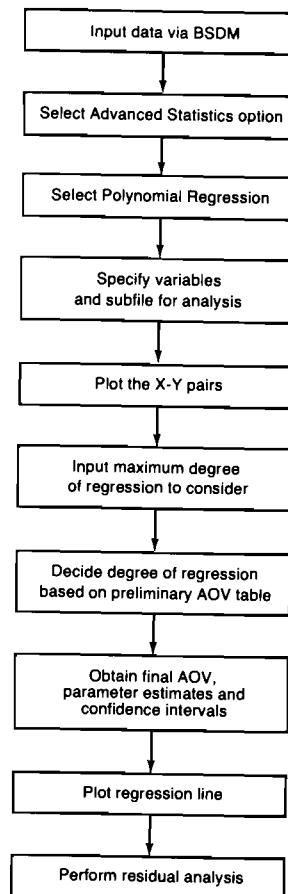 Input data via BSDM
Select Advanced Statistics option
Select Polynomial Regression
Specify variables
and subfile for analysis
Plot the X-Y pairs
Input maximum degree
of regression to consider
Decide degree of regression
based on preliminary AOV table
Obtain final AOV,
parameter estimates and
confidence intervals
Plot regression line
Perform residual analysis